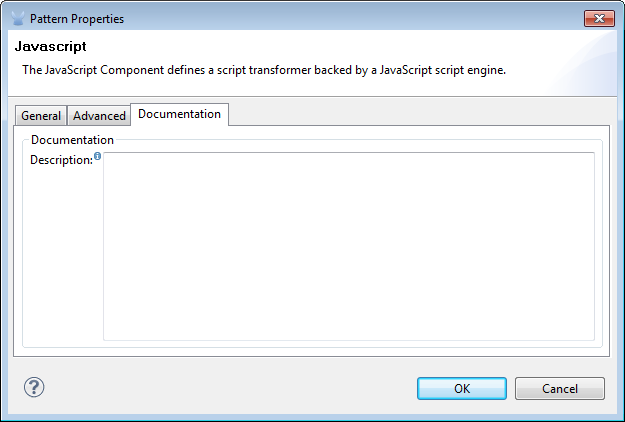 Pattern Properties
Javascript
The JavaScript Component defines a script transformer backed by a JavaScript script engine.
General Advanced Documentation
Documentation
Description:
OK Cancel